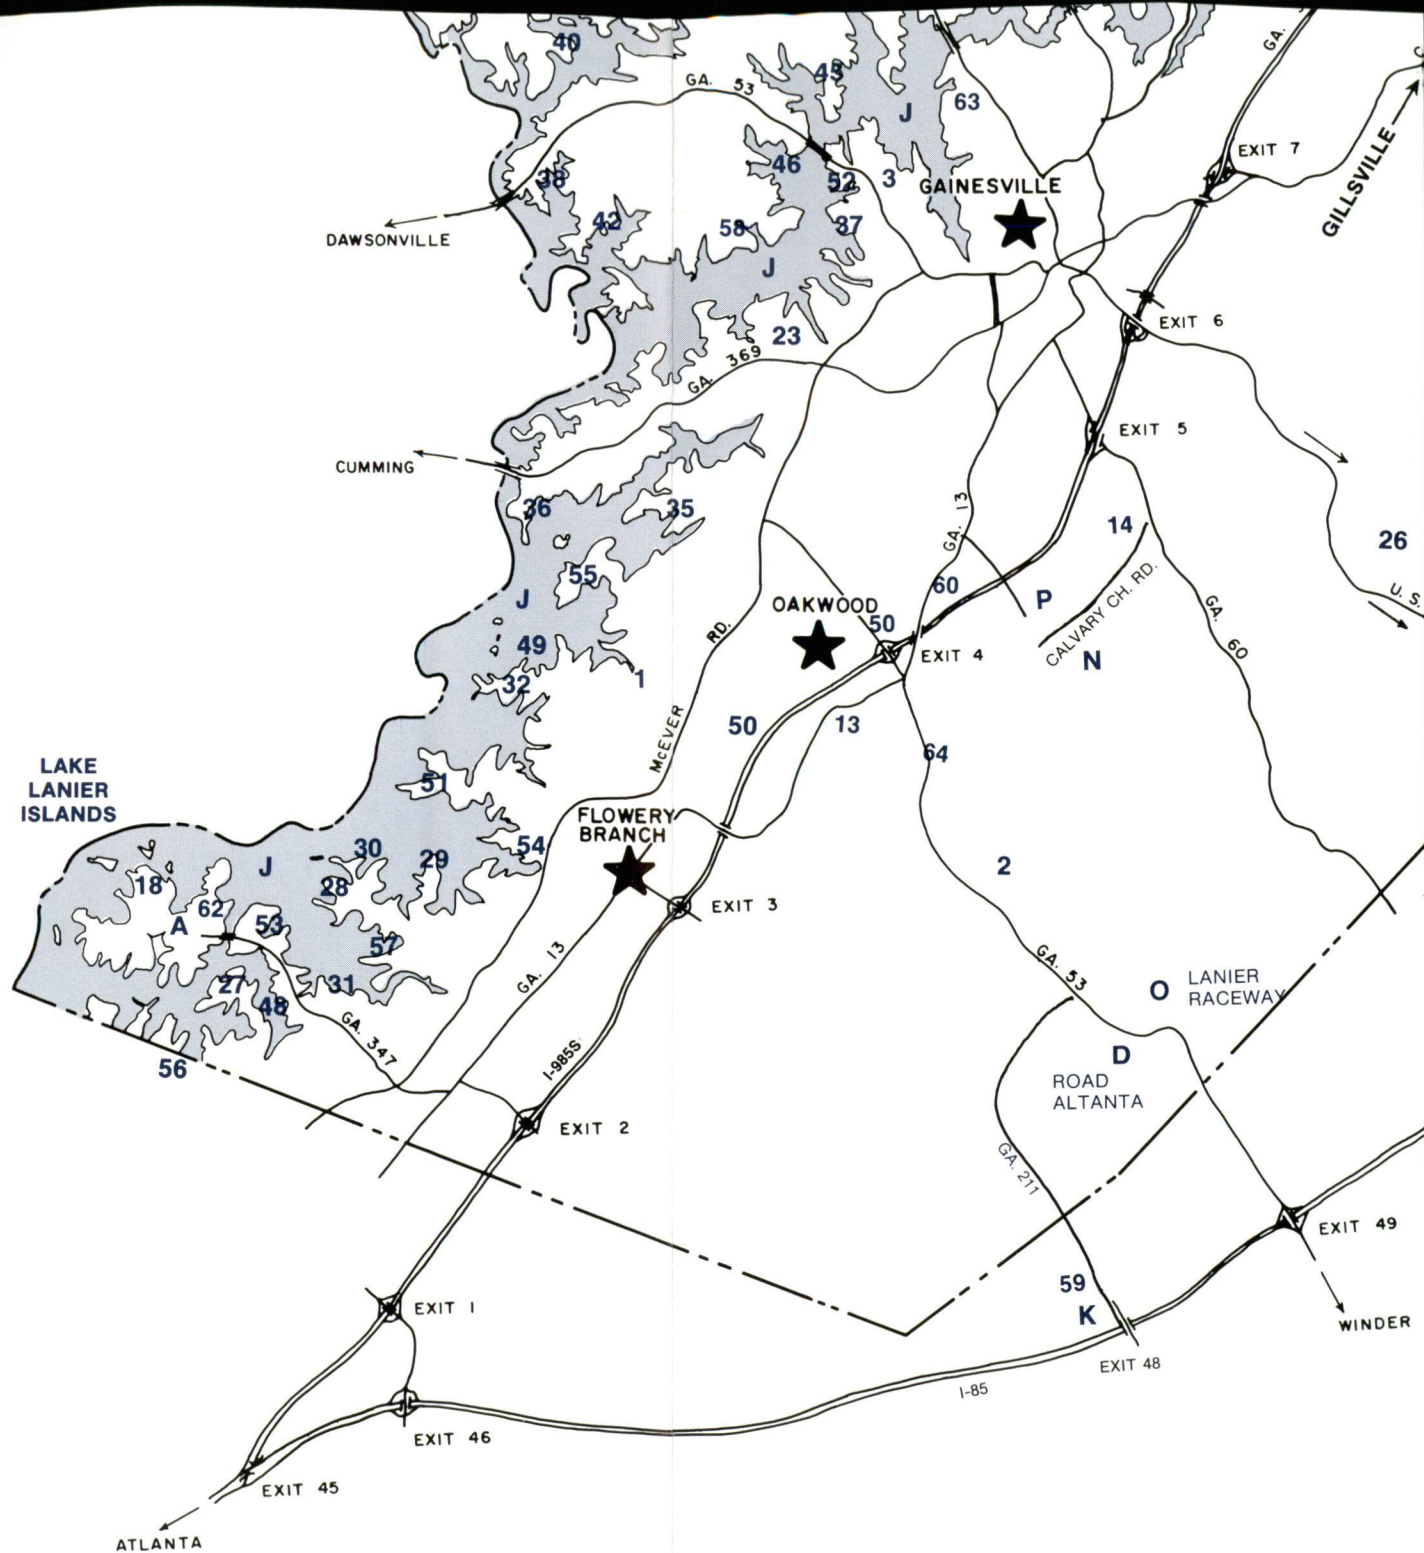 40
GA. 53
45
J
63
GA.
EXIT 7
GILLSVILLE
38
46
52
3
GAINESVILLE
42
58
37
DAWSONVILLE
J
23
EXIT 6
GA. 369
EXIT 5
CUMMING
36
35
GA. 13
14
26
55
60
P
CALVARY CH. RD.
U. S.
J
OAKWOOD
50
GA. 60
49
RD.
EXIT 4
N
32
1
McEVER
50
13
64
LAKE
LANIER
ISLANDS
51
FLOWERY
BRANCH
54
30
29
J
2
18
28
62
A
53
EXIT 3
57
GA. 13
GA. 53
27
31
48
O
LANIER
RACEWAY
GA. 347
56
I-985S
D
ROAD
ALTANTA
EXIT 2
GA. 211
EXIT 49
59
K
EXIT 1
WINDER
EXIT 48
I-85
EXIT 46
EXIT 45
ATLANTA